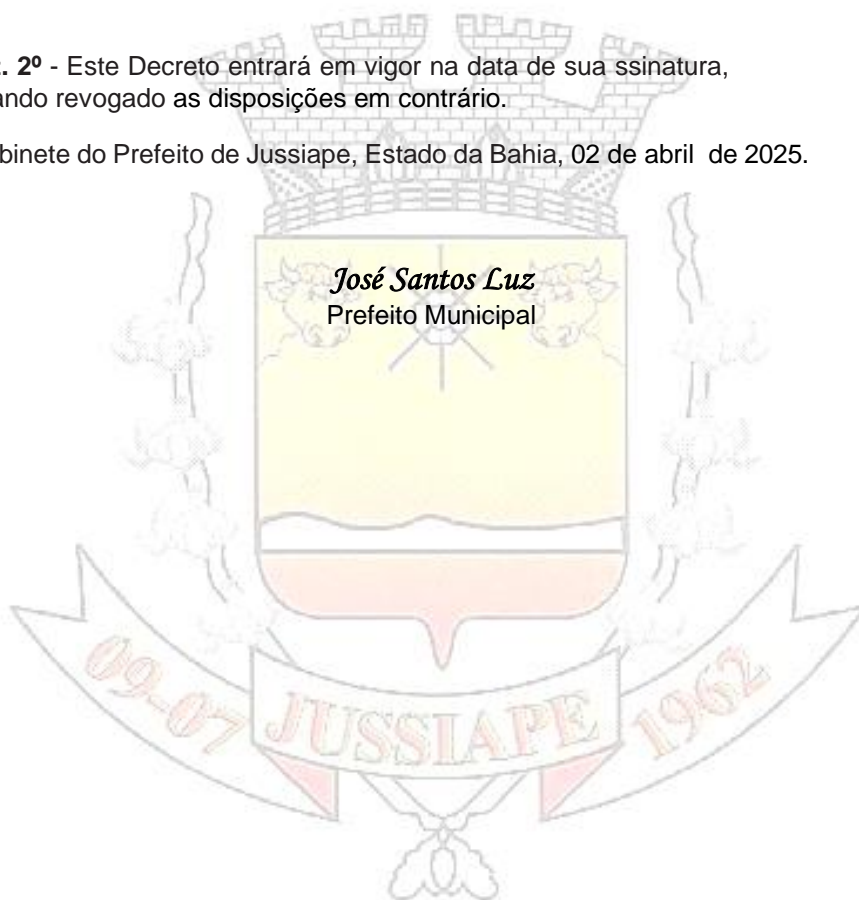 . 2º - Este Decreto entrará em vigor na data de sua ssinatura,
ando revogado as disposições em contrário.
binete do Prefeito de Jussiape, Estado da Bahia, 02 de abril  de 2025.
José Santos Luz
Prefeito Municipal
09-07 JUSSIAPE 1962